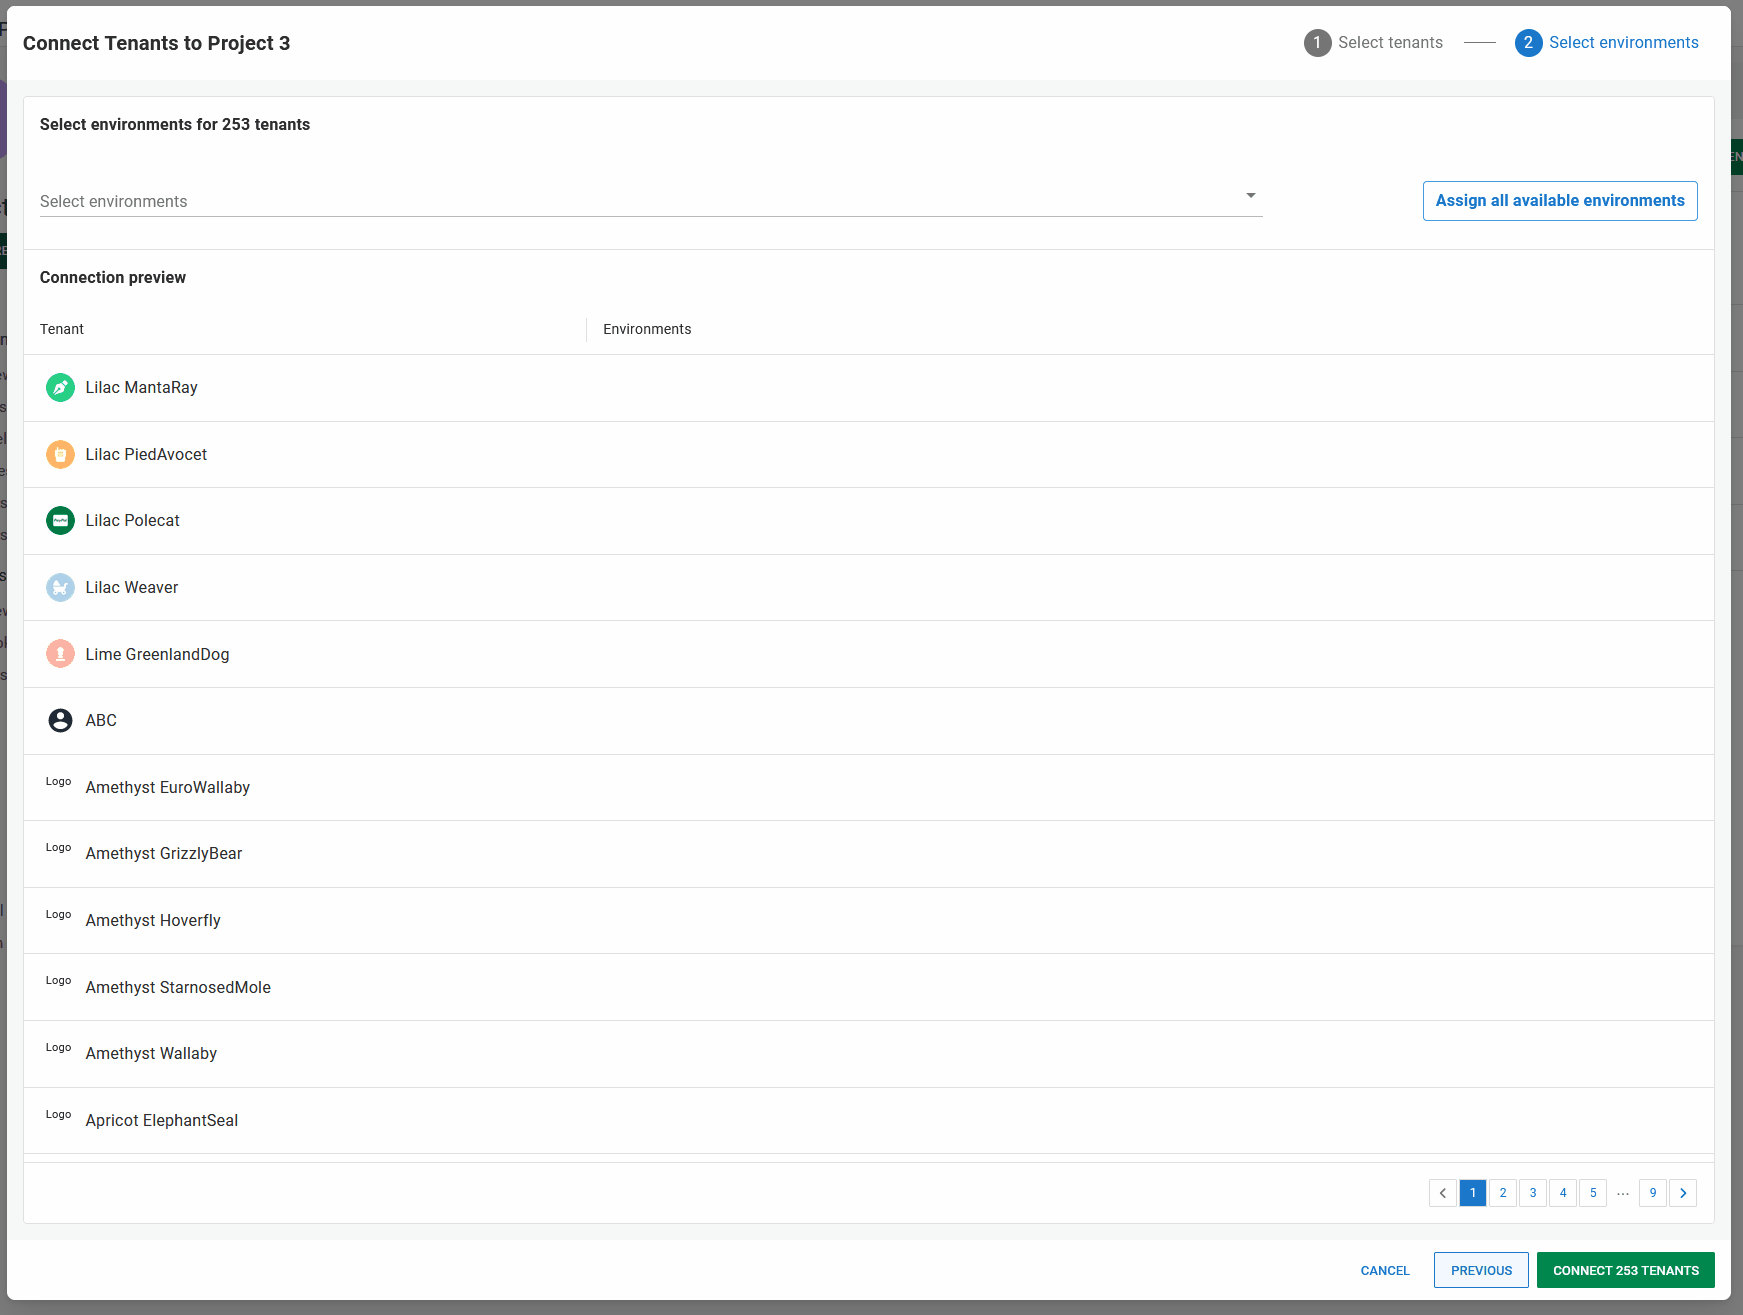 Connect Tenants to Project 3
1 Select tenants
2 Select environments
Select environments for 253 tenants
Select environments
Assign all available environments
Connection preview
Tenant
Environments
Lilac MantaRay
Lilac PiedAvocet
Lilac Polecat
Lilac Weaver
Lime GreenlandDog
ABC
Logo Amethyst EuroWallaby
Logo Amethyst GrizzlyBear
Logo Amethyst Hoverfly
Logo Amethyst StarnosedMole
Logo Amethyst Wallaby
Logo Apricot ElephantSeal
1 2 3 4 5 ... 9
CANCEL
PREVIOUS
CONNECT 253 TENANTS